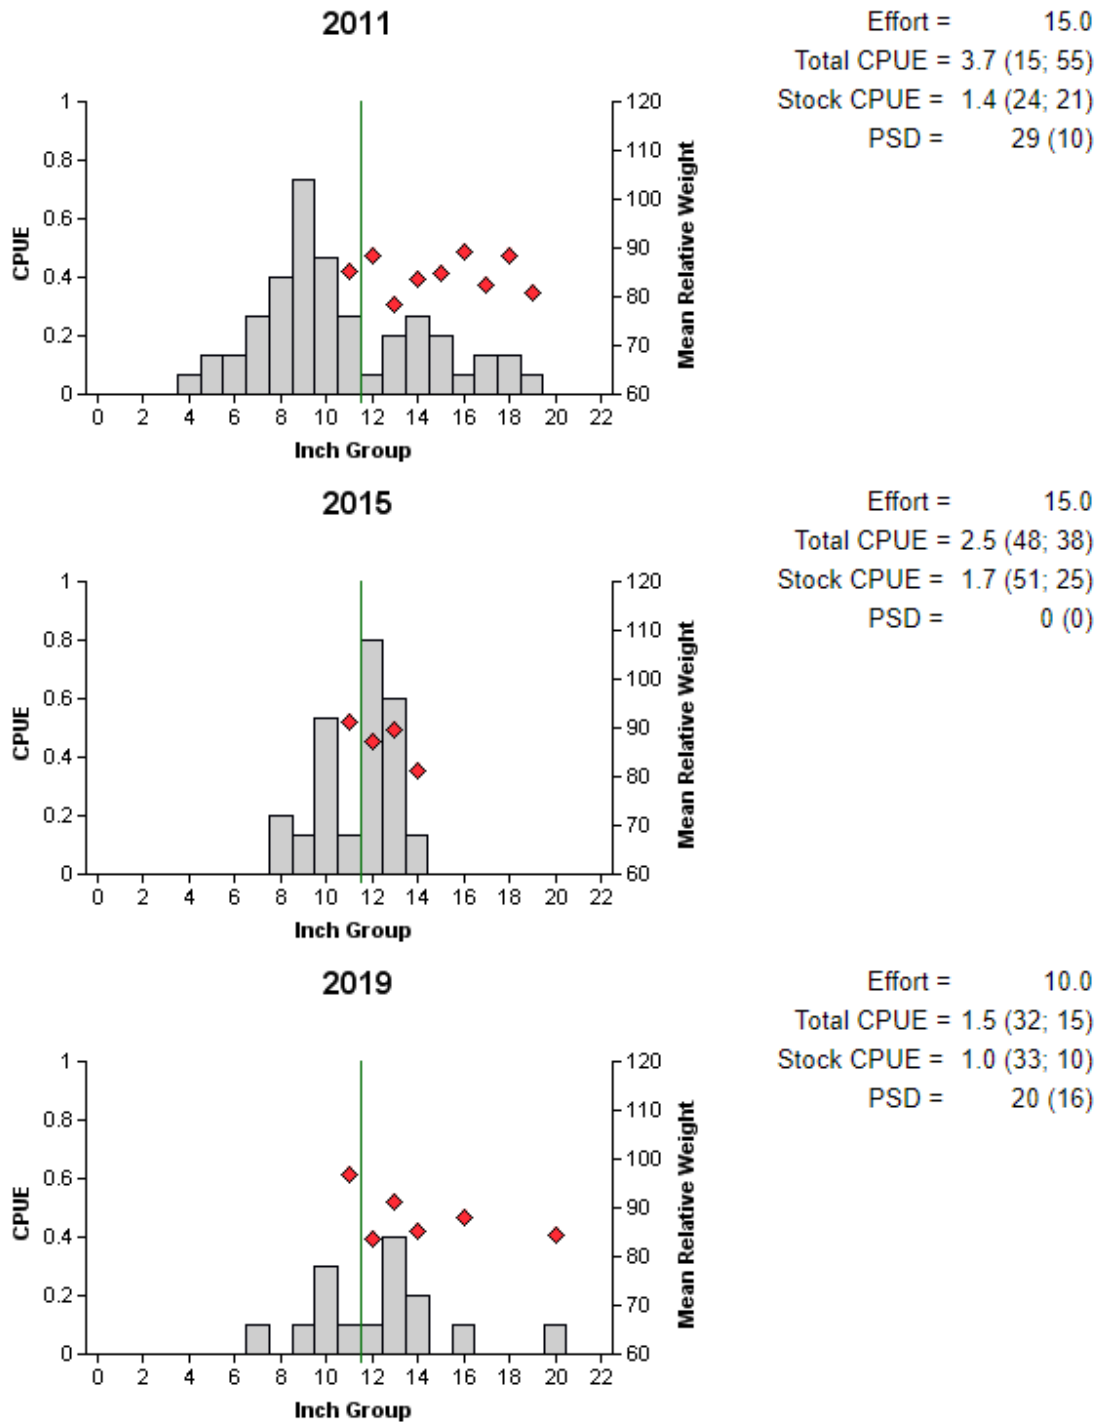 2011
Effort = 15.0
Total CPUE = 3.7 (15; 55)
Stock CPUE = 1.4 (24; 21)
PSD = 29 (10)
1
0.8
0.6
0.4
0.2
0
CPUE
120
110
100
90
80
70
60
Mean Relative Weight
0 2 4 6 8 10 12 14 16 18 20 22
Inch Group
2015
Effort = 15.0
Total CPUE = 2.5 (48; 38)
Stock CPUE = 1.7 (51; 25)
PSD = 0 (0)
1
0.8
0.6
0.4
0.2
0
CPUE
120
110
100
90
80
70
60
Mean Relative Weight
0 2 4 6 8 10 12 14 16 18 20 22
Inch Group
2019
Effort = 10.0
Total CPUE = 1.5 (32; 15)
Stock CPUE = 1.0 (33; 10)
PSD = 20 (16)
1
0.8
0.6
0.4
0.2
0
CPUE
120
110
100
90
80
70
60
Mean Relative Weight
0 2 4 6 8 10 12 14 16 18 20 22
Inch Group